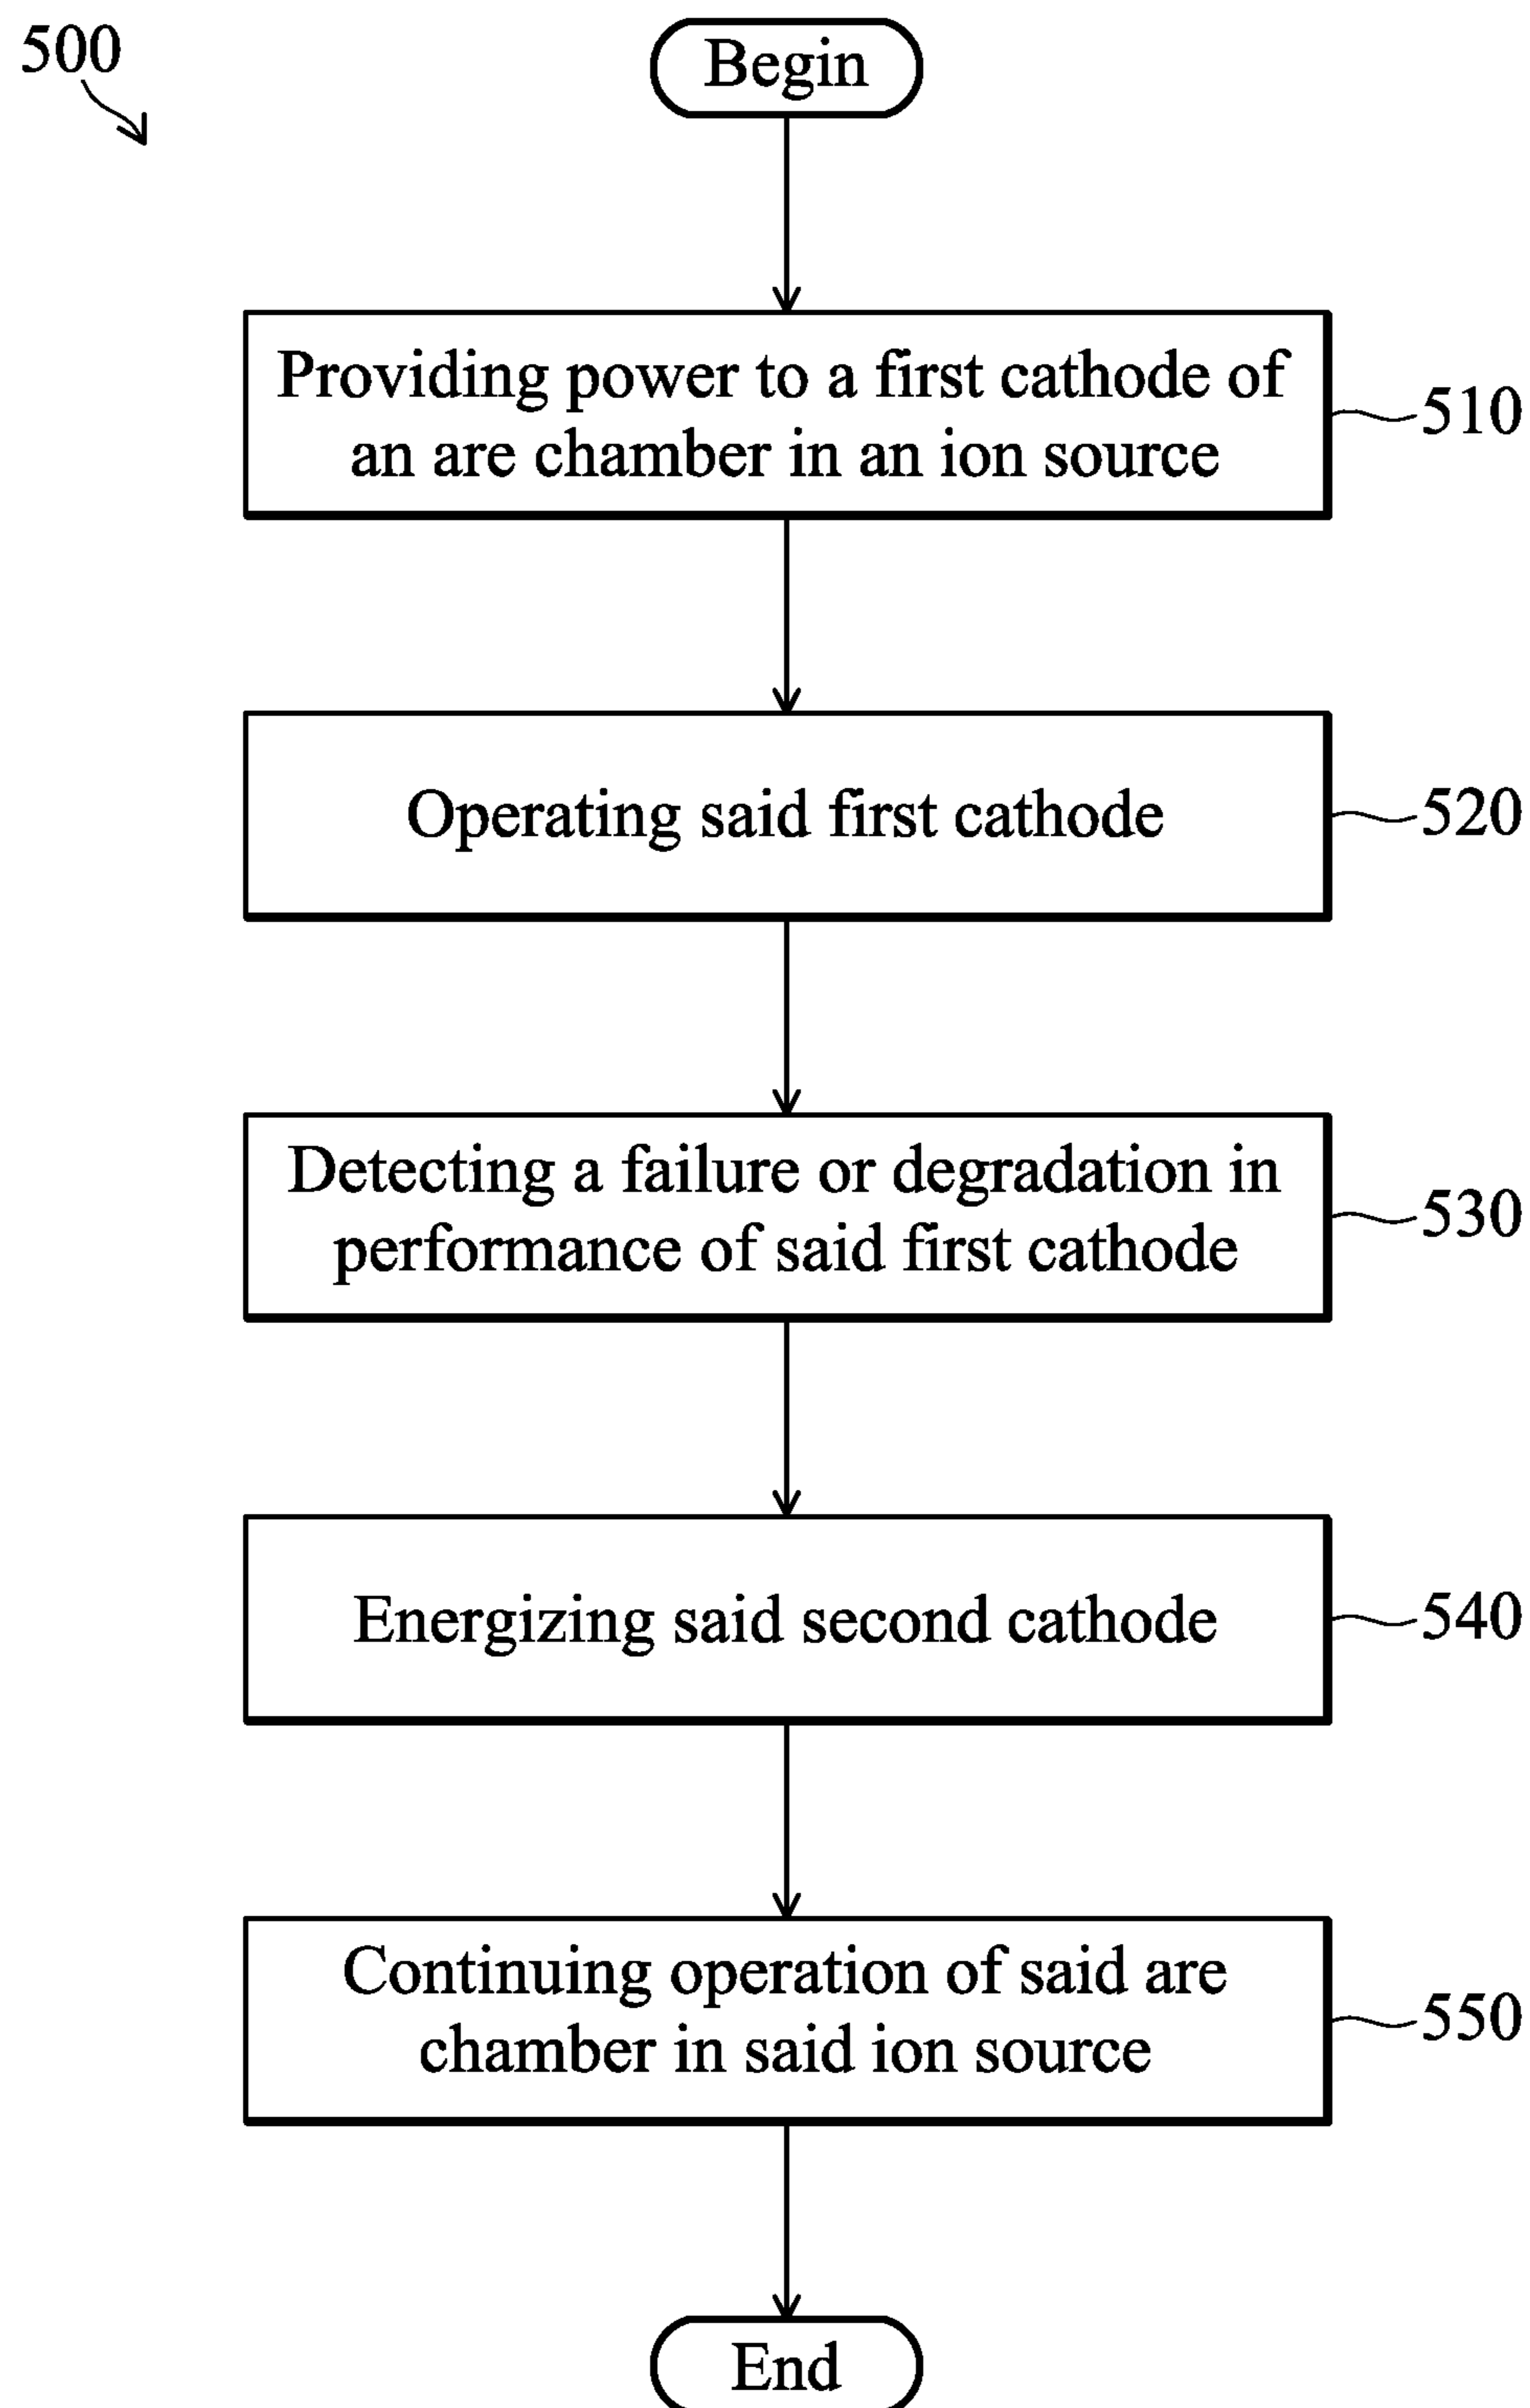 500
Begin
Providing power to a first cathode of
an are chamber in an ion source
510
Operating said first cathode
520
Detecting a failure or degradation in
performance of said first cathode
530
Energizing said second cathode
540
Continuing operation of said are
chamber in said ion source
550
End